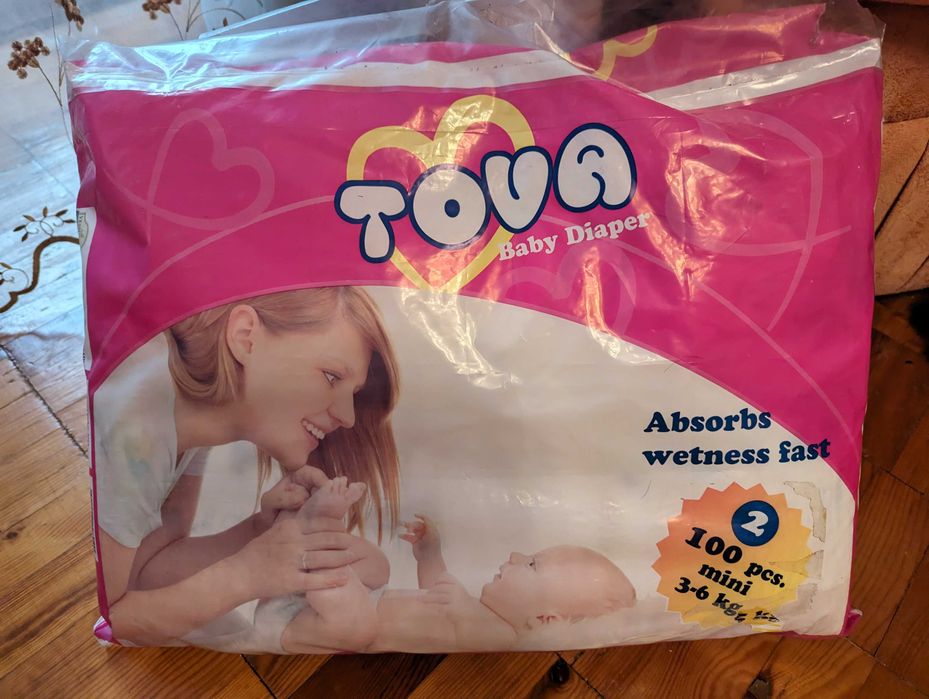 TOVA
Baby Diaper
Absorbs
wetness fast
2
100 pcs.
mini
3-6 kg